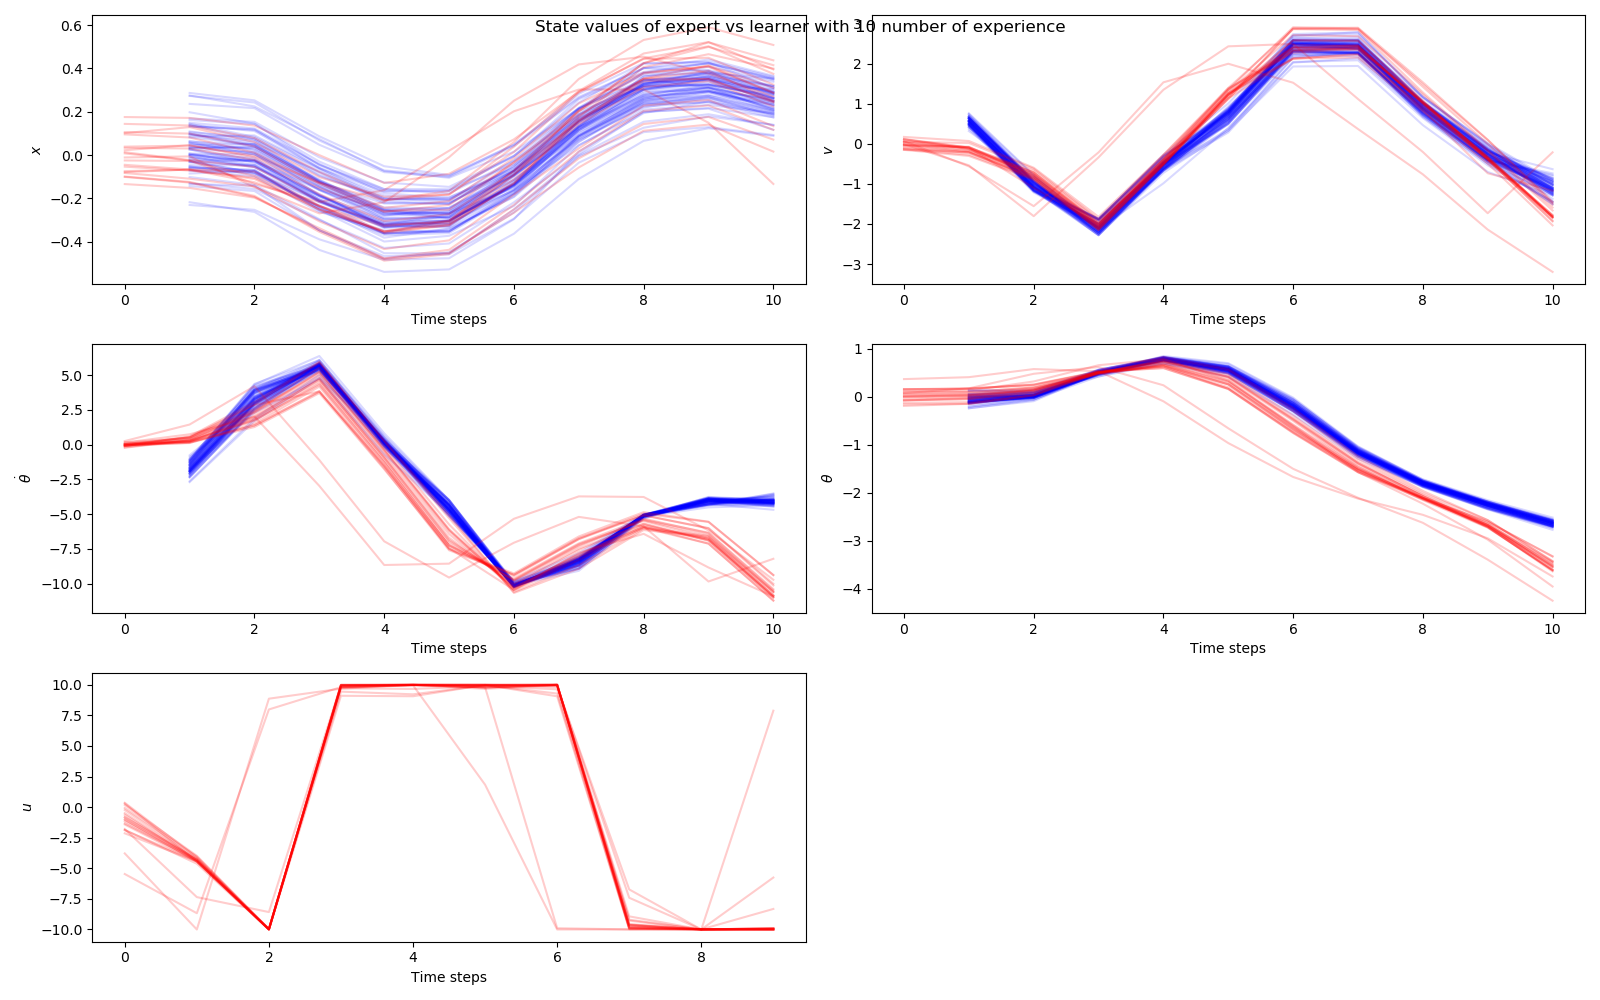 State values of expert vs learner with 10 number of experience
0.6
0.4
0.2
0.0
−0.2
−0.4
x
0 2 4 6 8 10
Time steps
3
2
1
0
−1
−2
−3
v
0 2 4 6 8 10
Time steps
5.0
2.5
0.0
−2.5
−5.0
−7.5
−10.0
θ̇
0 2 4 6 8 10
Time steps
1
0
−1
−2
−3
−4
θ
0 2 4 6 8 10
Time steps
10.0
7.5
5.0
2.5
0.0
−2.5
−5.0
−7.5
−10.0
u
0 2 4 6 8
Time steps